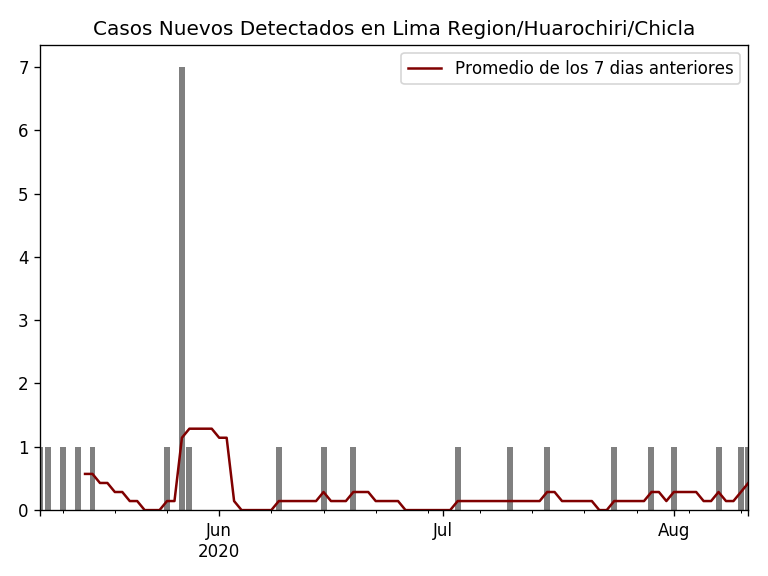 Casos Nuevos Detectados en Lima Region/Huarochiri/Chicla
Promedio de los 7 dias anteriores
7
6
5
4
3
2
1
0
Jun
2020
Jul
Aug